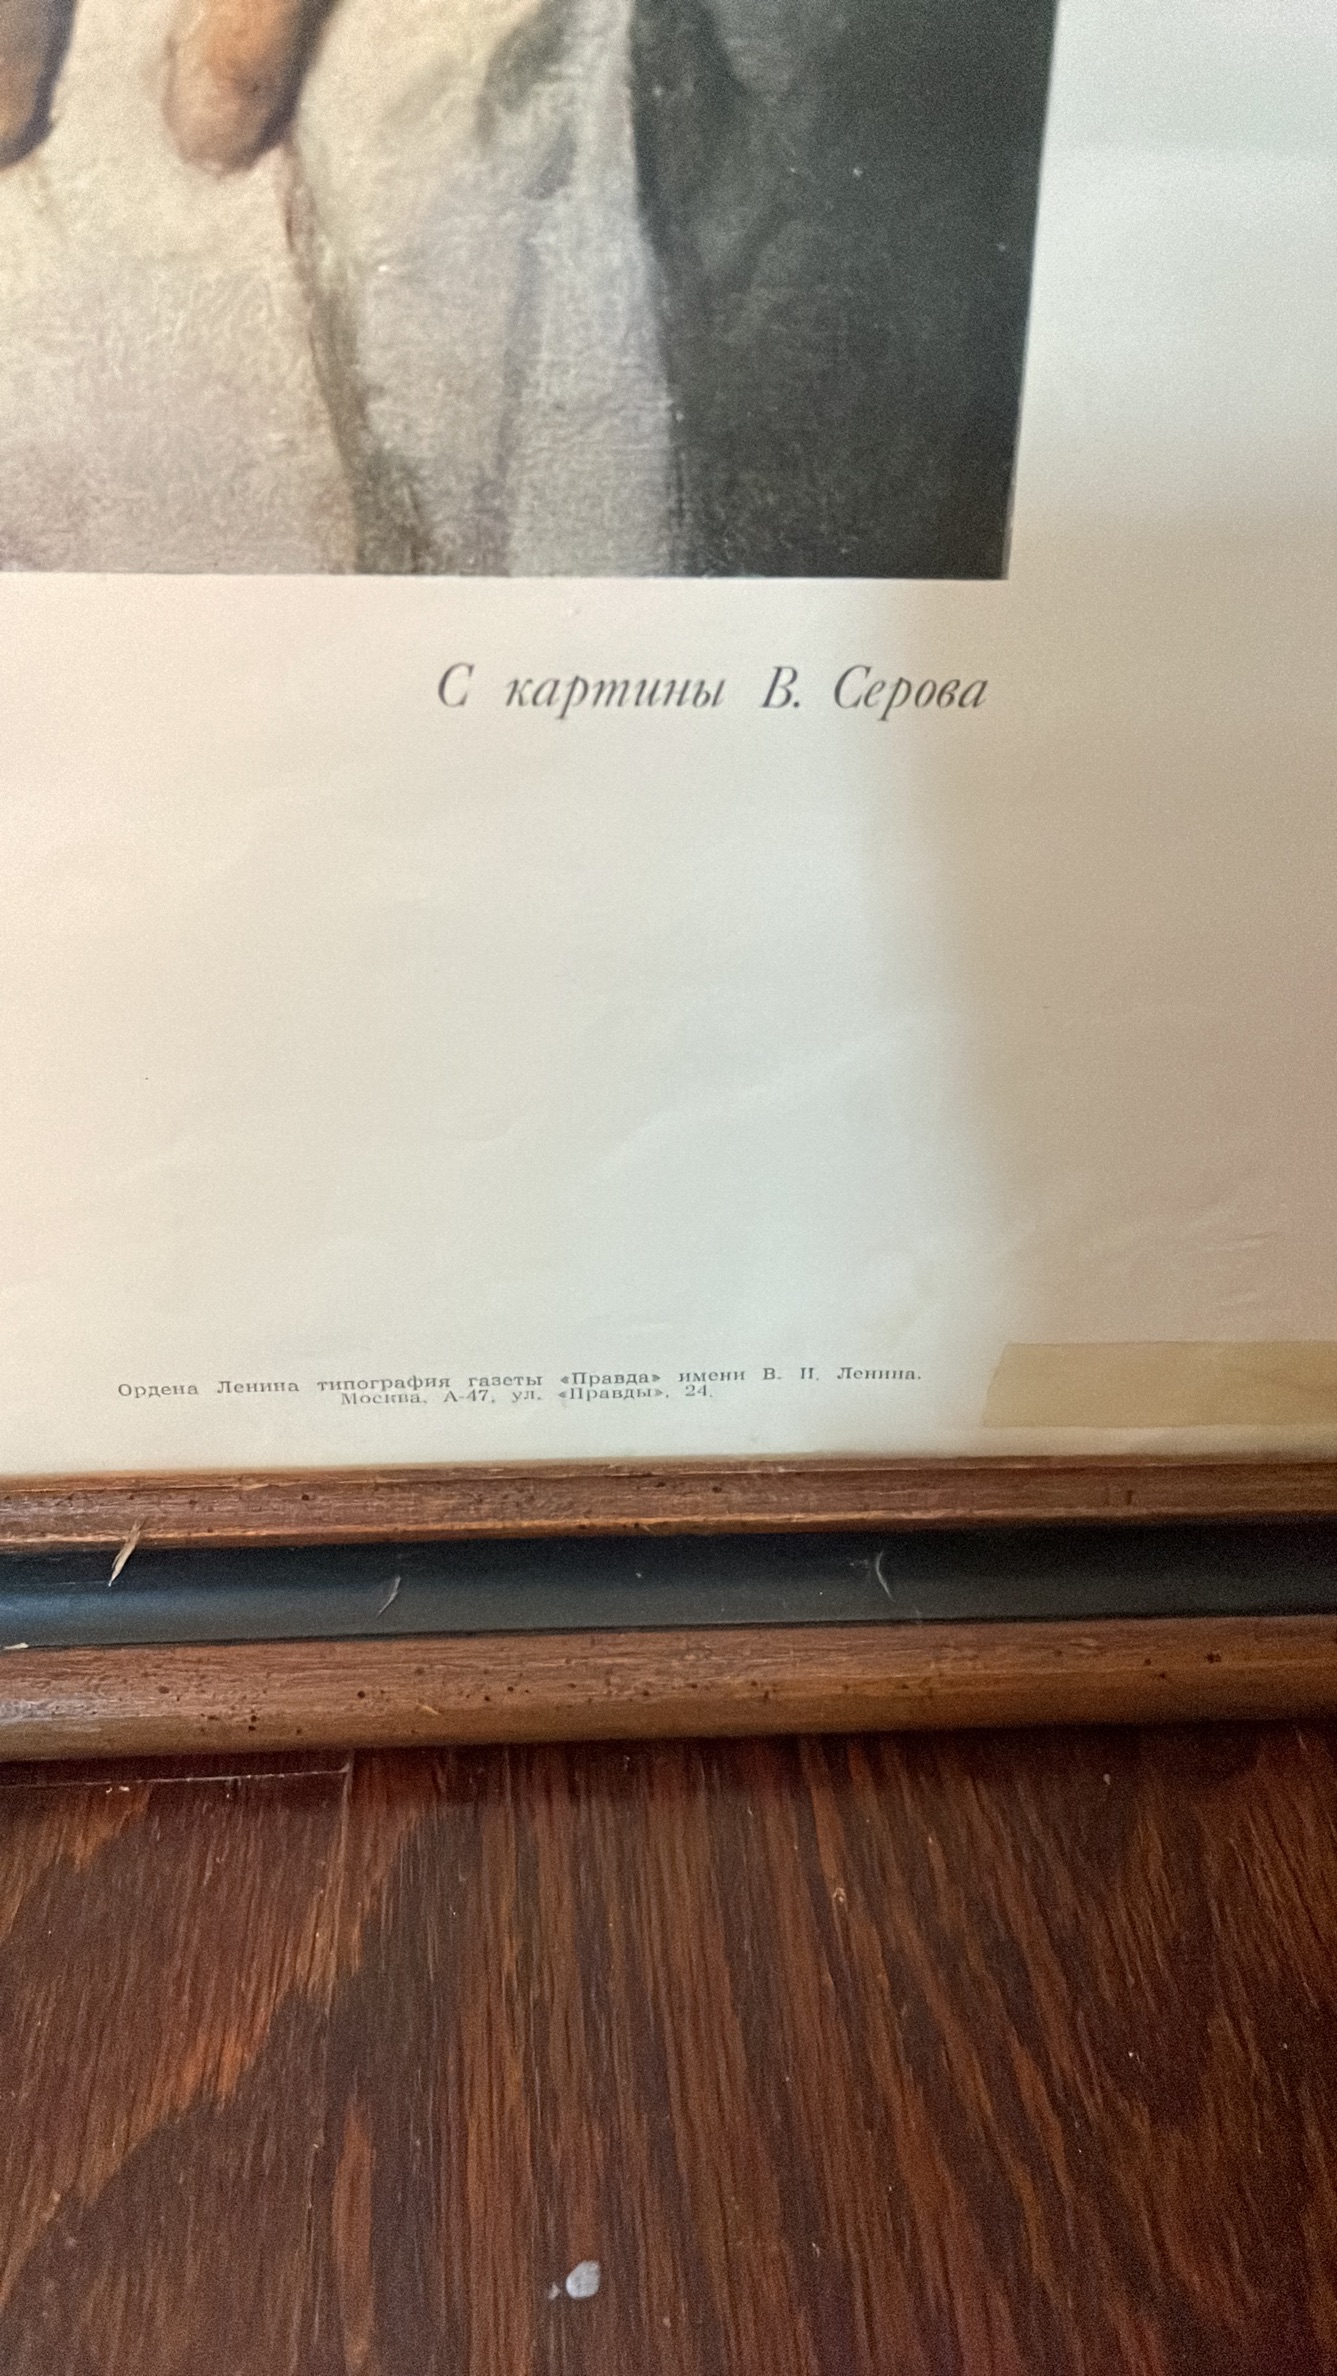 С картины В. Серова
Ордена Ленина типография газеты «Правда» имени В. И. Ленина.
Москва, А-47, ул. «Правды», 24.